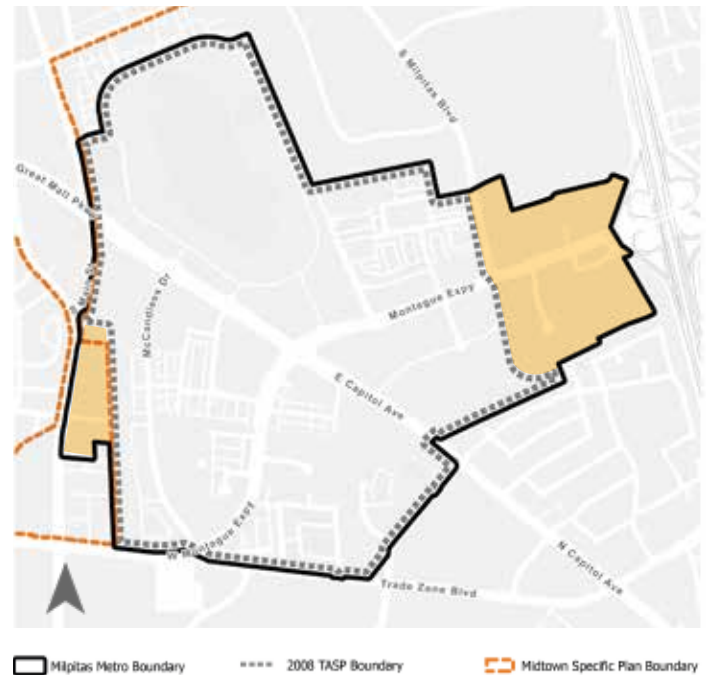 S Milpitas Blvd
Great Mall Pk
McCandless Dr
Montague Expy
E Capitol Ave
W Montague Expy
N Capitol Ave
Trade Zone Blvd
Milpitas Metro Boundary
2008 TASP Boundary
Midtown Specific Plan Boundary